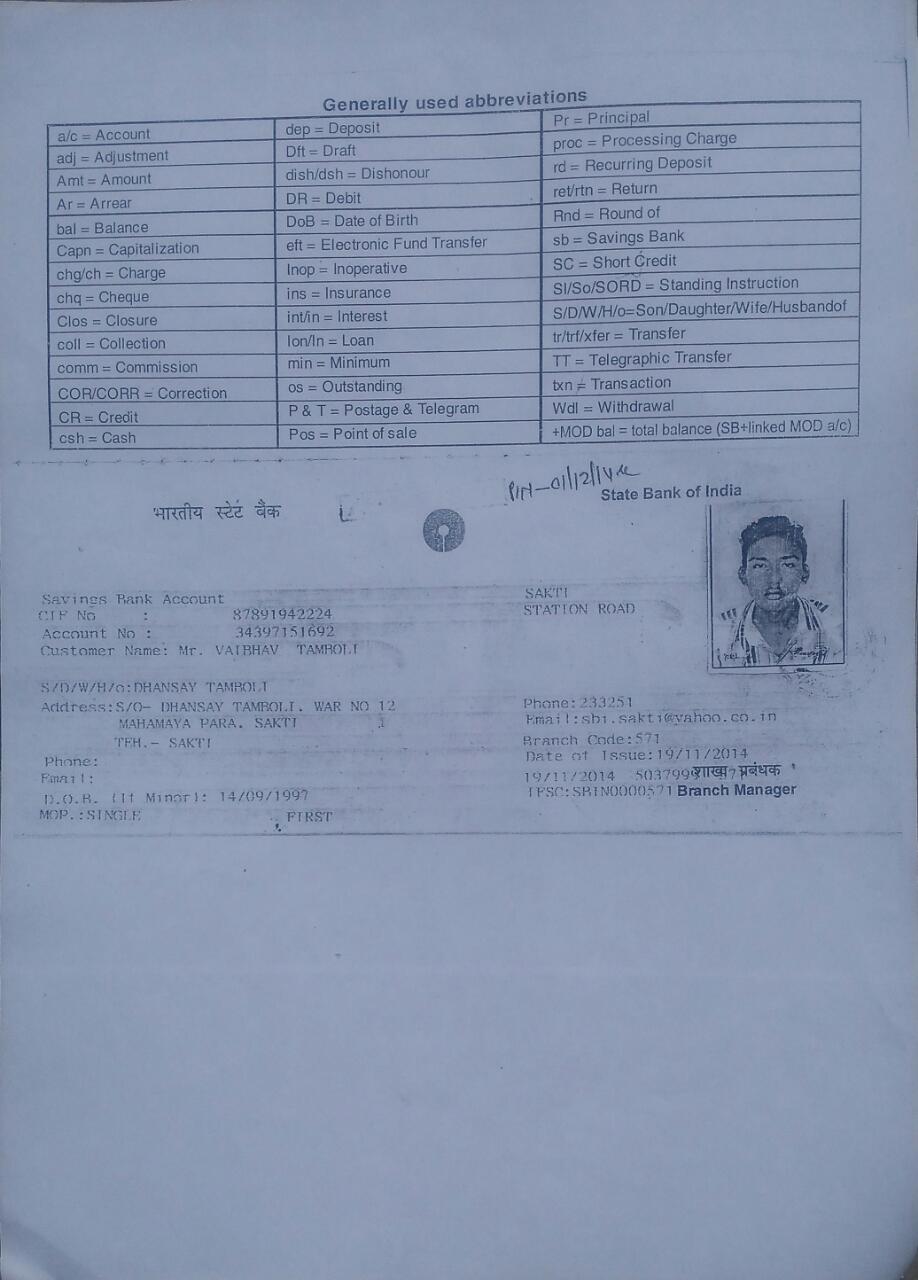 Generally used abbreviations
a/c = Account
adj = Adjustment
Amt = Amount
Ar = Arrear
bal = Balance
Capn = Capitalization
chg/ch = Charge
chq = Cheque
Clos = Closure
coll = Collection
comm = Commission
COR/CORR = Correction
CR = Credit
csh = Cash
dep = Deposit
Dft = Draft
dish/dsh = Dishonour
DR = Debit
DoB = Date of Birth
eft = Electronic Fund Transfer
Inop = Inoperative
ins = Insurance
int/in = Interest
lon/ln = Loan
min = Minimum
os = Outstanding
P & T = Postage & Telegram
Pos = Point of sale
Pr = Principal
proc = Processing Charge
rd = Recurring Deposit
ret/rtn = Return
Rnd = Round of
sb = Savings Bank
SC = Short Credit
SI/So/SORD = Standing Instruction
S/D/W/H/o=Son/Daughter/Wife/Husbandof
tr/trf/xfer = Transfer
TT = Telegraphic Transfer
txn = Transaction
Wdl = Withdrawal
+MOD bal = total balance (SB+linked MOD a/c)
भारतीय स्टेट बैंक
State Bank of India
Savings Bank Account
CIF No : 87891942224
Account No : 34397151692
Customer Name: Mr. VAIBHAV TAMBOLI
S/D/W/H/o:DHANSAY TAMBOLI
Address:S/O- DHANSAY TAMBOLI. WAR NO 12
MAHAMAYA PARA. SAKTI
TEH.- SAKTI
Phone:
Email:
D.O.B. (If Minor): 14/09/1997
MOP.:SINGLE FIRST
SAKTI
STATION ROAD
Phone:233251
Email:sbi.sakti@yahoo.co.in
Branch Code:571
Date of Issue:19/11/2014
19/11/2014 शाखा प्रबंधक
IFSC:SBIN0000571 Branch Manager